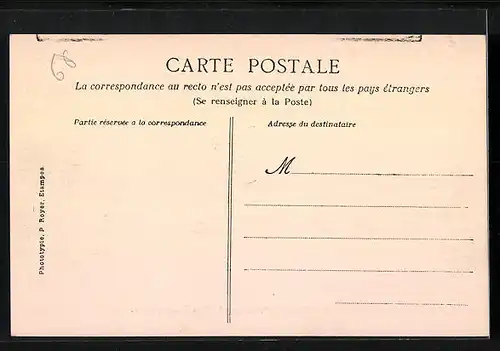 68
CARTE POSTALE
La correspondance au recto n'est pas acceptée par tous les pays étrangers
(Se renseigner à la Poste)
Partie réservée a la correspondance
Adresse du destinataire
M
Phototypie, P. Royer, Etampes